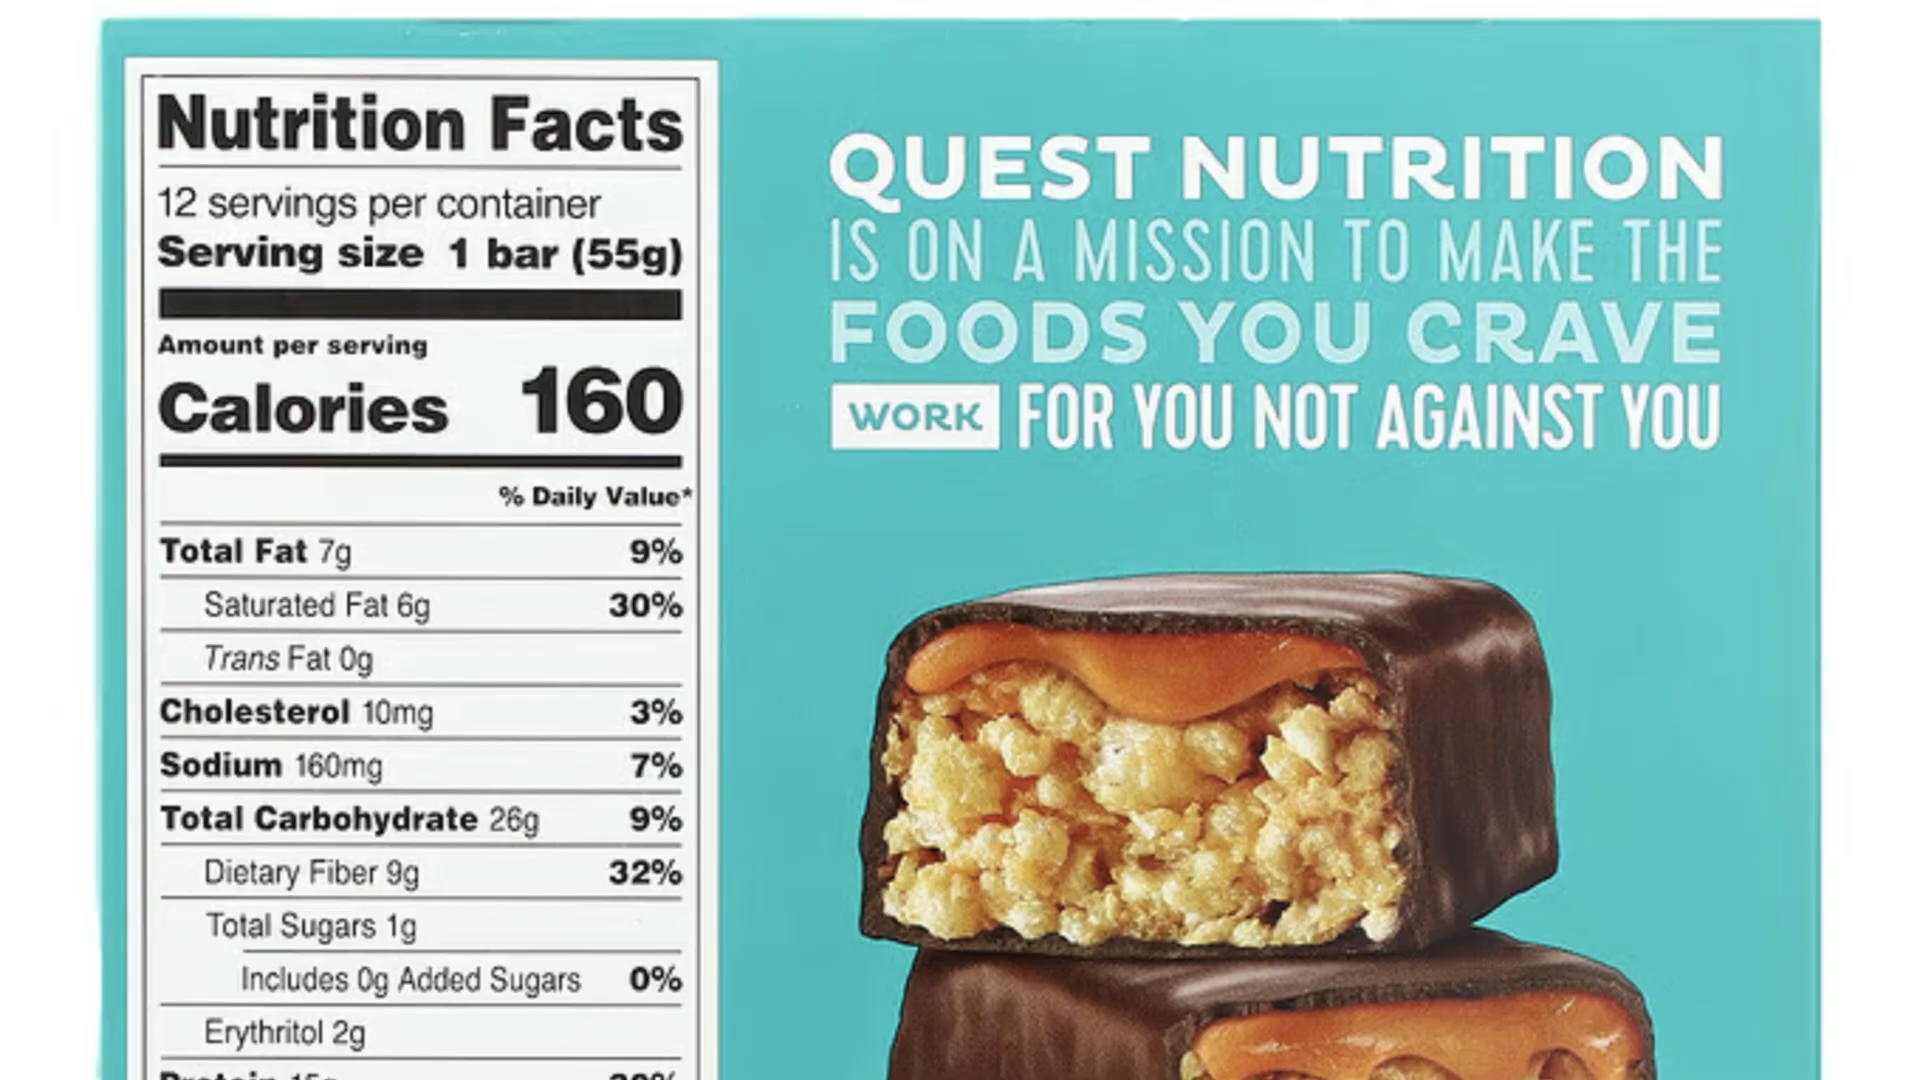 Nutrition Facts
12 servings per container
Serving size 1 bar (55g)
Amount per serving
Calories 160
% Daily Value*
Total Fat 7g 9%
Saturated Fat 6g 30%
Trans Fat 0g
Cholesterol 10mg 3%
Sodium 160mg 7%
Total Carbohydrate 26g 9%
Dietary Fiber 9g 32%
Total Sugars 1g
Includes 0g Added Sugars 0%
Erythritol 2g
Protein 15g
QUEST NUTRITION
IS ON A MISSION TO MAKE THE
FOODS YOU CRAVE
WORK FOR YOU NOT AGAINST YOU